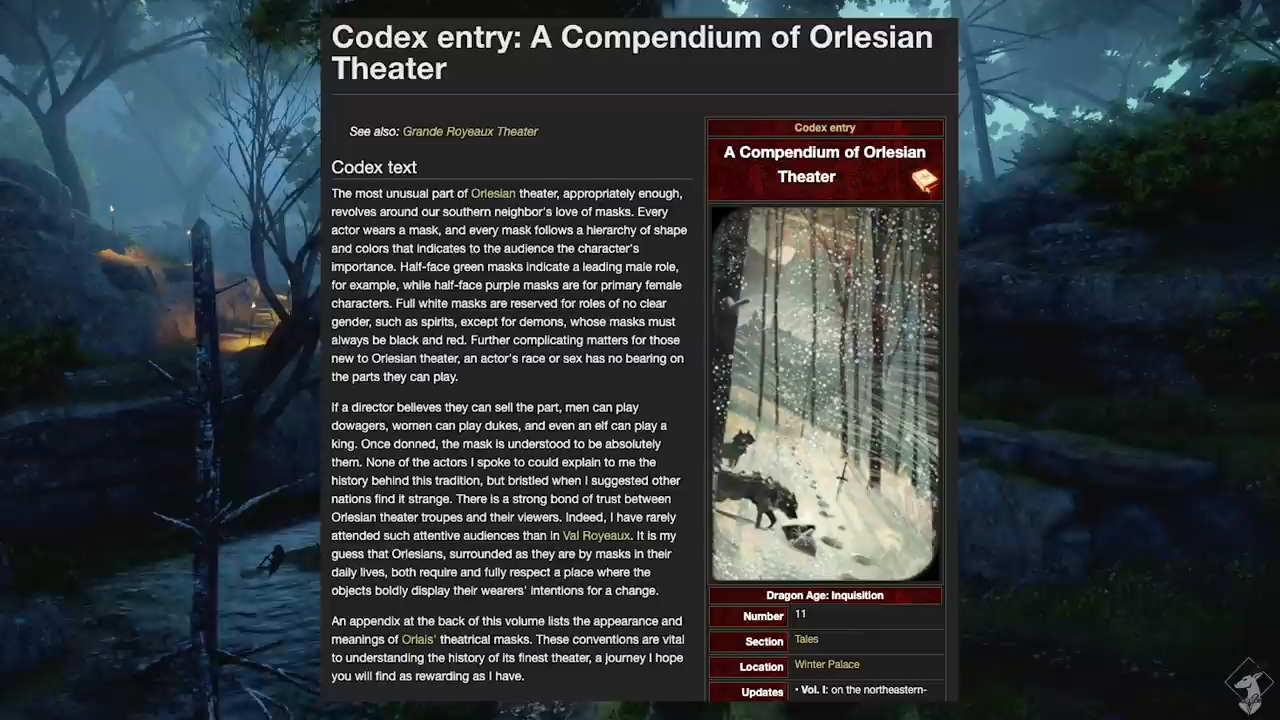 Codex entry: A Compendium of Orlesian
Theater
See also: Grande Royeaux Theater
Codex text
The most unusual part of Orlesian theater, appropriately enough,
revolves around our southern neighbor's love of masks. Every
actor wears a mask, and every mask follows a hierarchy of shape
and colors that indicates to the audience the character's
importance. Half-face green masks indicate a leading male role,
for example, while half-face purple masks are for primary female
characters. Full white masks are reserved for roles of no clear
gender, such as spirits, except for demons, whose masks must
always be black and red. Further complicating matters for those
new to Orlesian theater, an actor's race or sex has no bearing on
the parts they can play.
If a director believes they can sell the part, men can play
dowagers, women can play dukes, and even an elf can play a
king. Once donned, the mask is understood to be absolutely
them. None of the actors I spoke to could explain to me the
history behind this tradition, but bristled when I suggested other
nations find it strange. There is a strong bond of trust between
Orlesian theater troupes and their viewers. Indeed, I have rarely
attended such attentive audiences than in Val Royeaux. It is my
guess that Orlesians, surrounded as they are by masks in their
daily lives, both require and fully respect a place where the
objects boldly display their wearers' intentions for a change.
An appendix at the back of this volume lists the appearance and
meanings of Orlais' theatrical masks. These conventions are vital
to understanding the history of its finest theater, a journey I hope
you will find as rewarding as I have.
Codex entry
A Compendium of Orlesian
Theater
Dragon Age: Inquisition
Number 11
Section Tales
Location Winter Palace
Updates • Vol. I: on the northeastern-